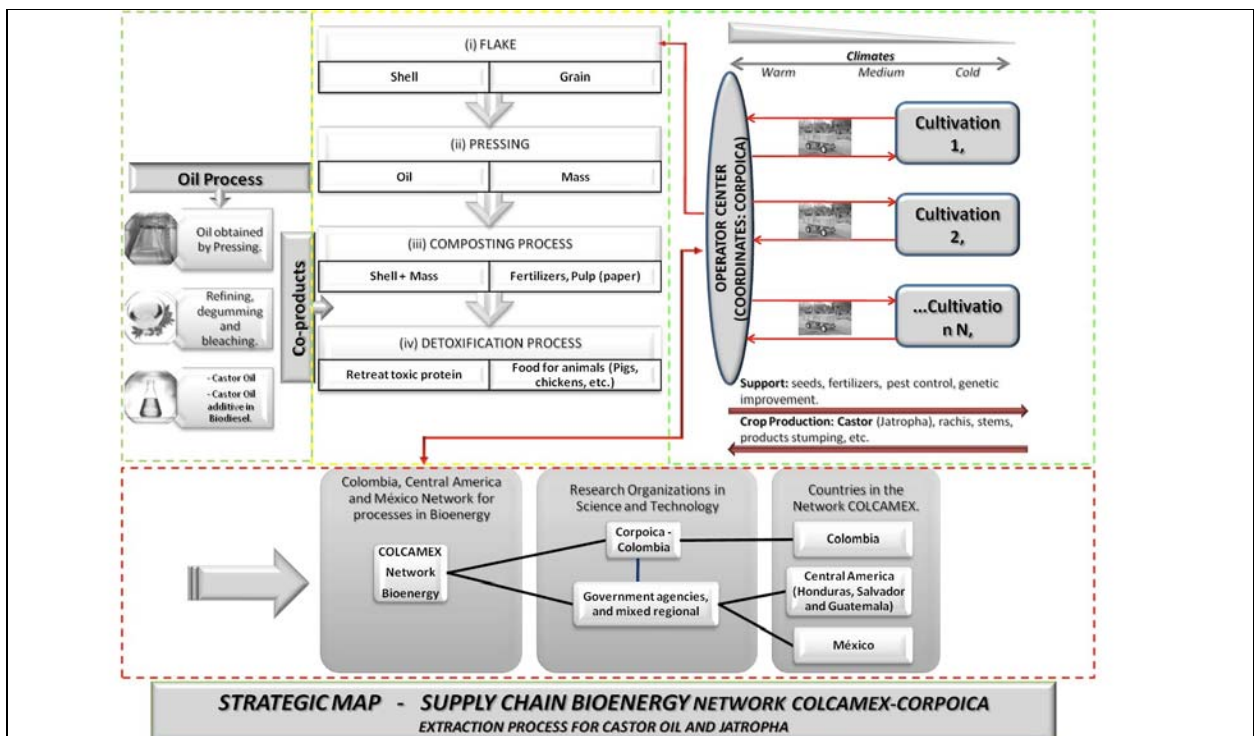 (i) FLAKE
Shell
Grain
(ii) PRESSING
Oil
Mass
(iii) COMPOSTING PROCESS
Shell + Mass
Fertilizers, Pulp (paper)
(iv) DETOXIFICATION PROCESS
Retreat toxic protein
Food for animals (Pigs,
chickens, etc.)
Oil Process
Oil obtained
by Pressing.
Refining,
degumming
and
bleaching.
- Castor Oil
- Castor Oil
additive in
Biodiesel.
Co-products
Climates
Warm
Medium
Cold
OPERATOR CENTER
(COORDINATES: CORPOICA)
Cultivation
1,
Cultivation
2,
...Cultivatio
n N,
Support: seeds, fertilizers, pest control, genetic
improvement.
Crop Production: Castor (Jatropha), rachis, stems,
products stumping, etc.
Colombia, Central America
and México Network for
processes in Bioenergy
COLCAMEX
Network
Bioenergy
Research Organizations in
Science and Technology
Corpoica -
Colombia
Government agencies,
and mixed regional
Countries in the
Network COLCAMEX.
Colombia
Central America
(Honduras, Salvador
and Guatemala)
México
STRATEGIC MAP - SUPPLY CHAIN BIOENERGY NETWORK COLCAMEX-CORPOICA
EXTRACTION PROCESS FOR CASTOR OIL AND JATROPHA